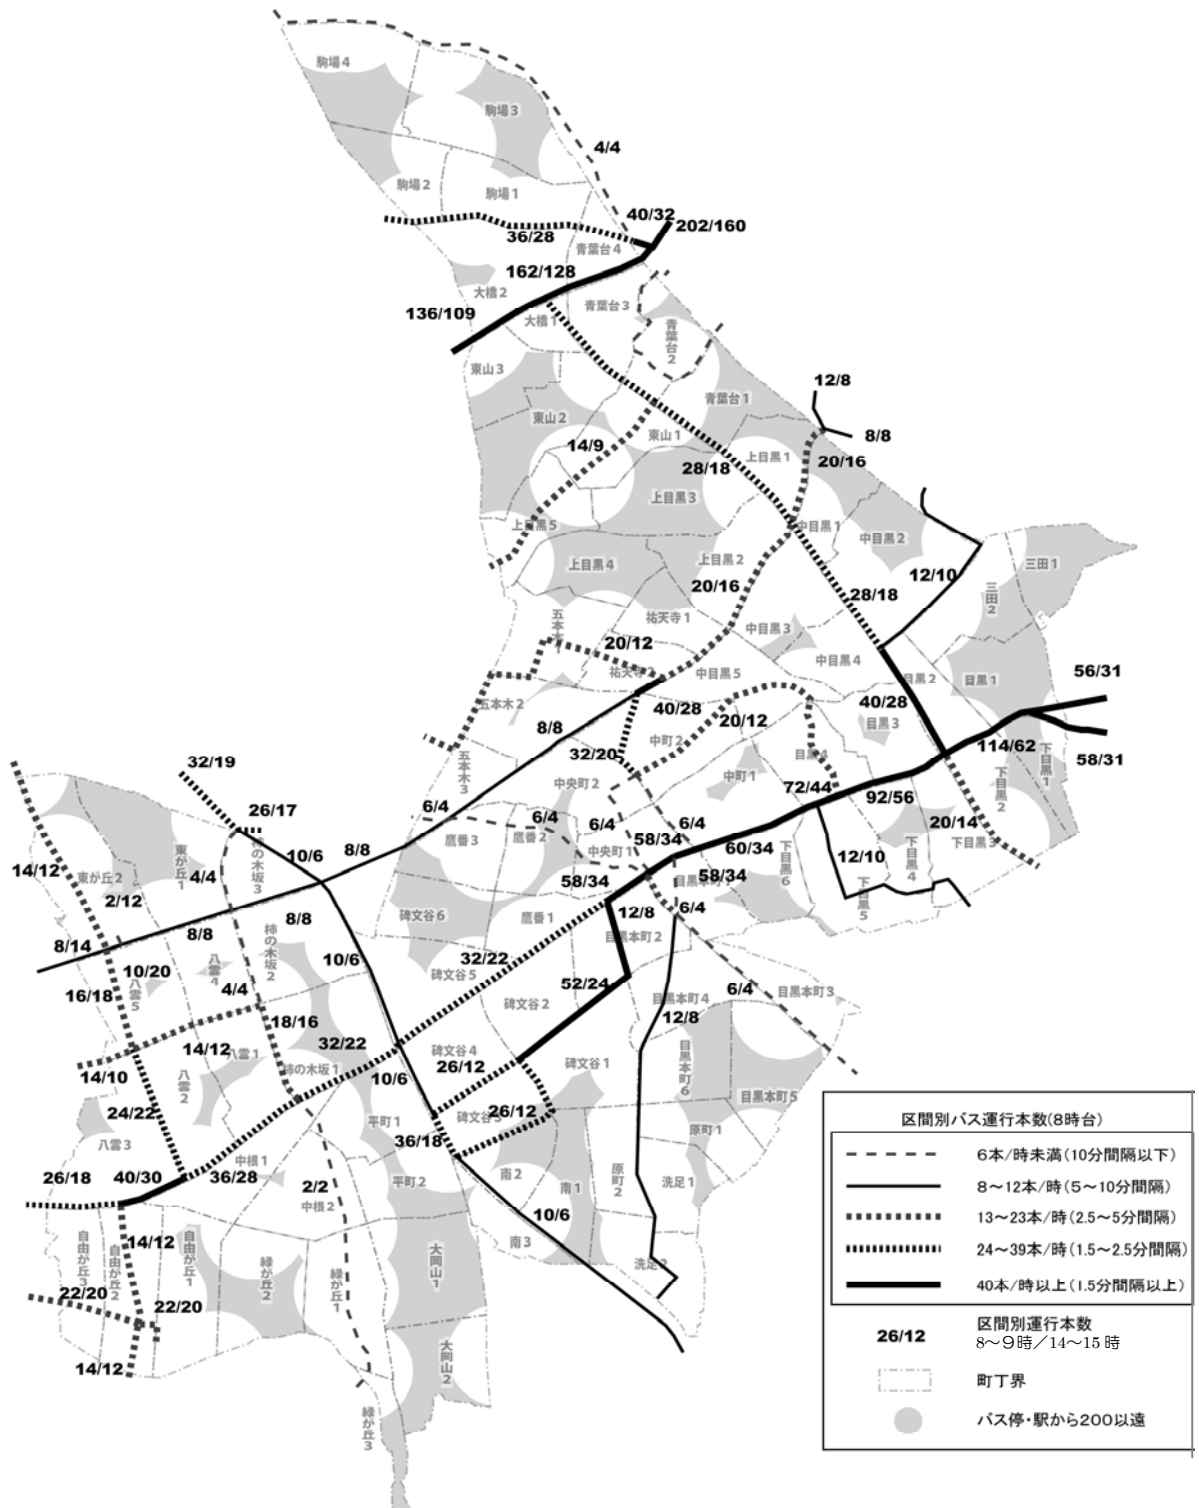 駒場4
駒場3
4/4
駒場2
駒場1
40/32
202/160
36/28
青葉台4
162/128
大橋2
青葉台3
136/109
大橋1
青葉台2
東山3
12/8
青葉台1
東山2
14/9
東山1
8/8
上目黒1
20/16
28/18
上目黒3
上目黒5
中目黒1
中目黒2
上目黒4
上目黒2
三田1
12/10
20/16
28/18
三田2
祐天寺1
中目黒3
20/12
中目黒4
中目黒5
目黒2
目黒1
56/31
五本木2
40/28
40/28
8/8
20/12
目黒3
中町2
114/62
32/20
目黒4
下目黒1
58/31
32/19
五本木3
中央町2
中町1
72/44
92/56
下目黒2
26/17
6/4
6/4
6/4
6/4
58/34
20/14
下目黒3
鷹番3
鷹番2
中央町1
60/34
東が丘1
柿の木坂3
10/6
8/8
下目黒6
12/10
下目黒4
14/12
東が丘2
4/4
58/34
58/34
下目黒5
2/12
碑文谷6
鷹番1
12/8
6/4
8/14
8/8
8/8
柿の木坂2
目黒本町2
10/20
八雲4
10/6
32/22
碑文谷5
52/24
16/18
八雲5
4/4
碑文谷2
目黒本町4
6/4
目黒本町3
18/16
12/8
14/12
八雲1
32/22
碑文谷4
26/12
碑文谷1
目黒本町6
14/10
八雲2
柿の木坂1
10/6
目黒本町5
24/22
平町1
26/12
原町1
八雲3
36/18
26/18
40/30
36/28
中根1
2/2
中根2
平町2
南2
南1
原町2
洗足1
10/6
14/12
南3
自由が丘3
自由が丘2
自由が丘1
緑が丘2
緑が丘1
大岡山1
洗足2
22/20
22/20
14/12
大岡山2
緑が丘3
区間別バス運行本数(8時台)
6本/時未満(10分間隔以下)
8～12本/時(5～10分間隔)
13～23本/時(2.5～5分間隔)
24～39本/時(1.5～2.5分間隔)
40本/時以上(1.5分間隔以上)
26/12
区間別運行本数
8～9時／14～15時
町丁界
バス停・駅から200以遠